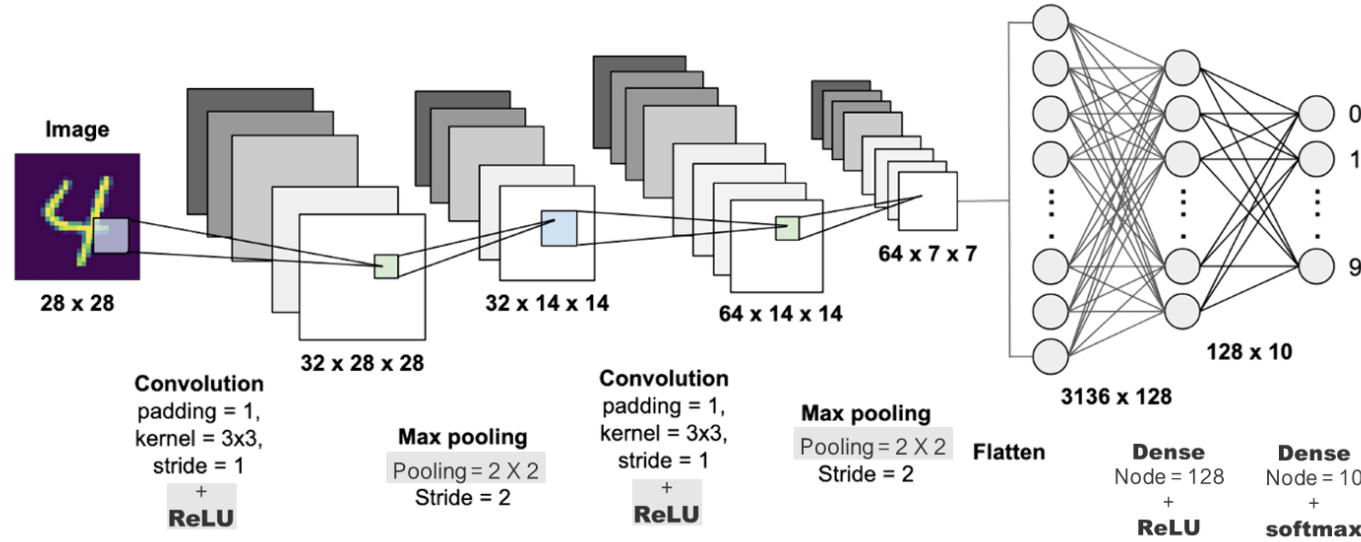 Image
28 x 28
32 x 28 x 28
32 x 14 x 14
64 x 14 x 14
64 x 7 x 7
3136 x 128
128 x 10
0
1
9
Convolution
padding = 1,
kernel = 3x3,
stride = 1
+
ReLU
Max pooling
Pooling = 2 X 2
Stride = 2
Convolution
padding = 1,
kernel = 3x3,
stride = 1
+
ReLU
Max pooling
Pooling = 2 X 2
Stride = 2
Flatten
Dense
Node = 128
+
ReLU
Dense
Node = 10
+
softmax